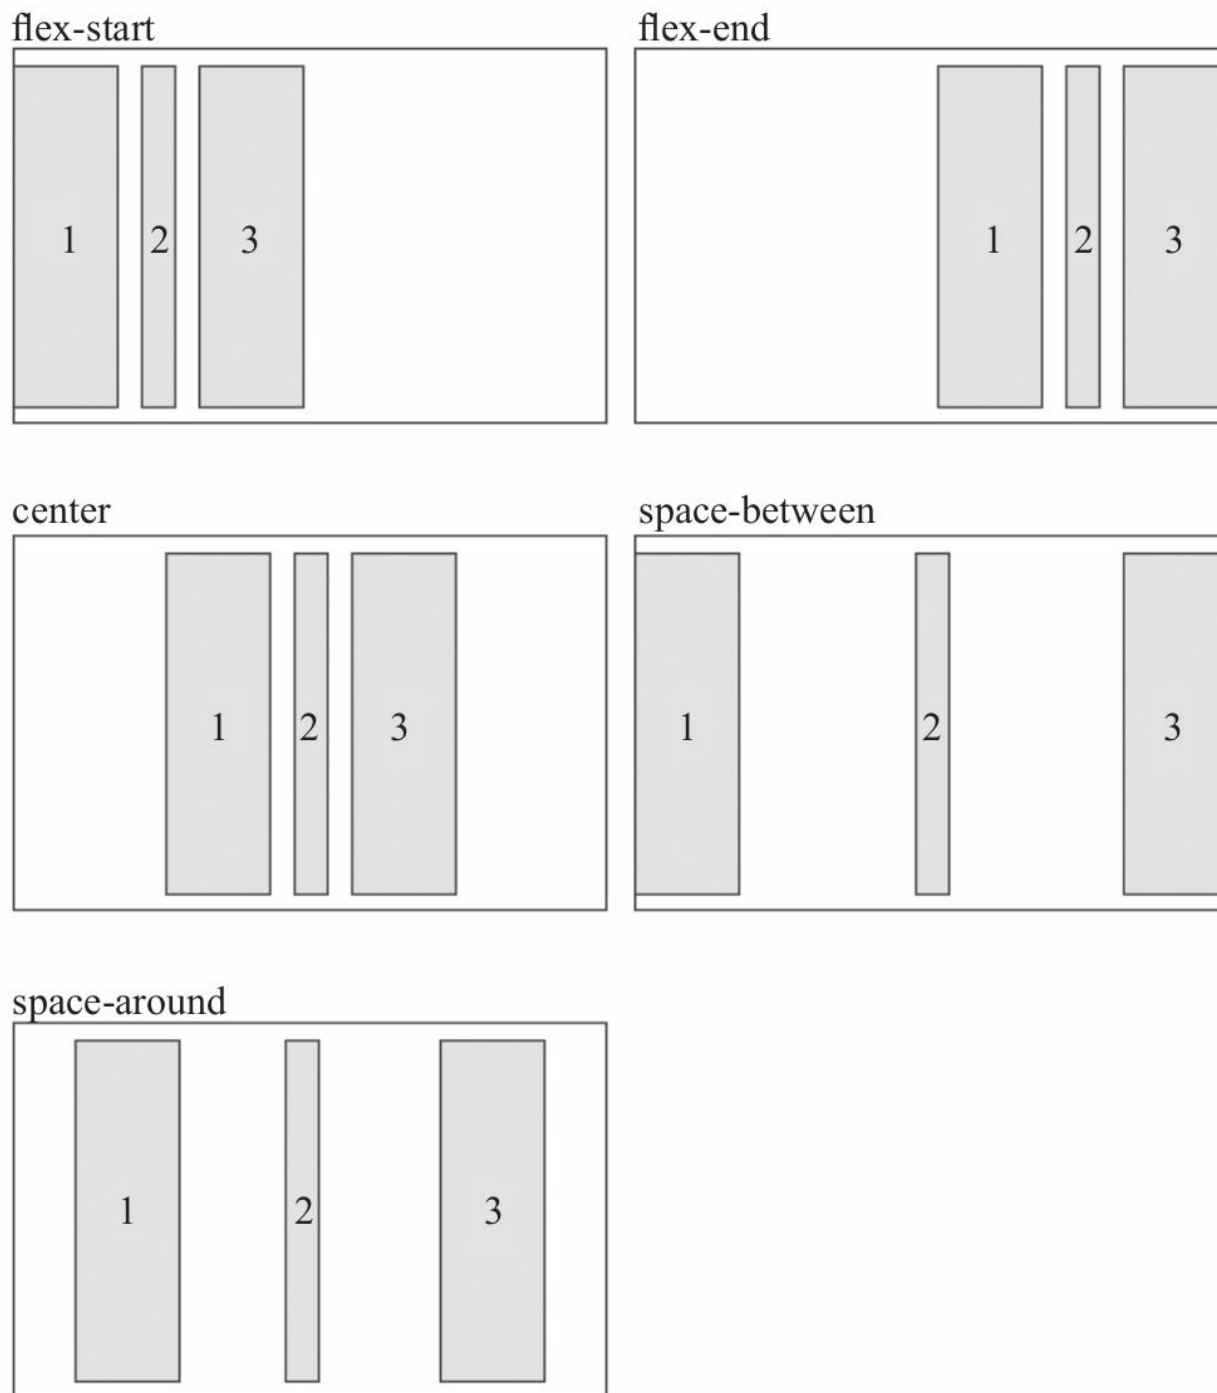 flex-start
1 2 3
flex-end
1 2 3
center
1 2 3
space-between
1 2 3
space-around
1 2 3